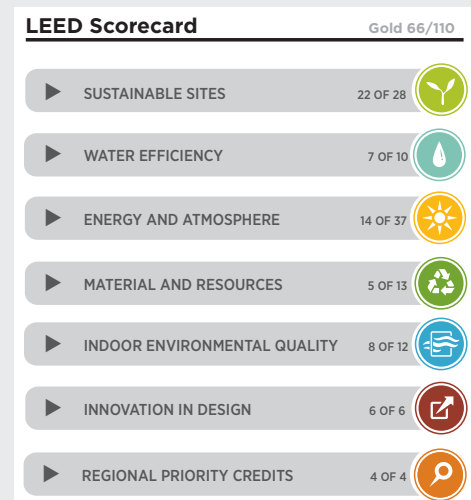 LEED Scorecard Gold 66/110
SUSTAINABLE SITES 22 OF 28
WATER EFFICIENCY 7 OF 10
ENERGY AND ATMOSPHERE 14 OF 37
MATERIAL AND RESOURCES 5 OF 13
INDOOR ENVIRONMENTAL QUALITY 8 OF 12
INNOVATION IN DESIGN 6 OF 6
REGIONAL PRIORITY CREDITS 4 OF 4